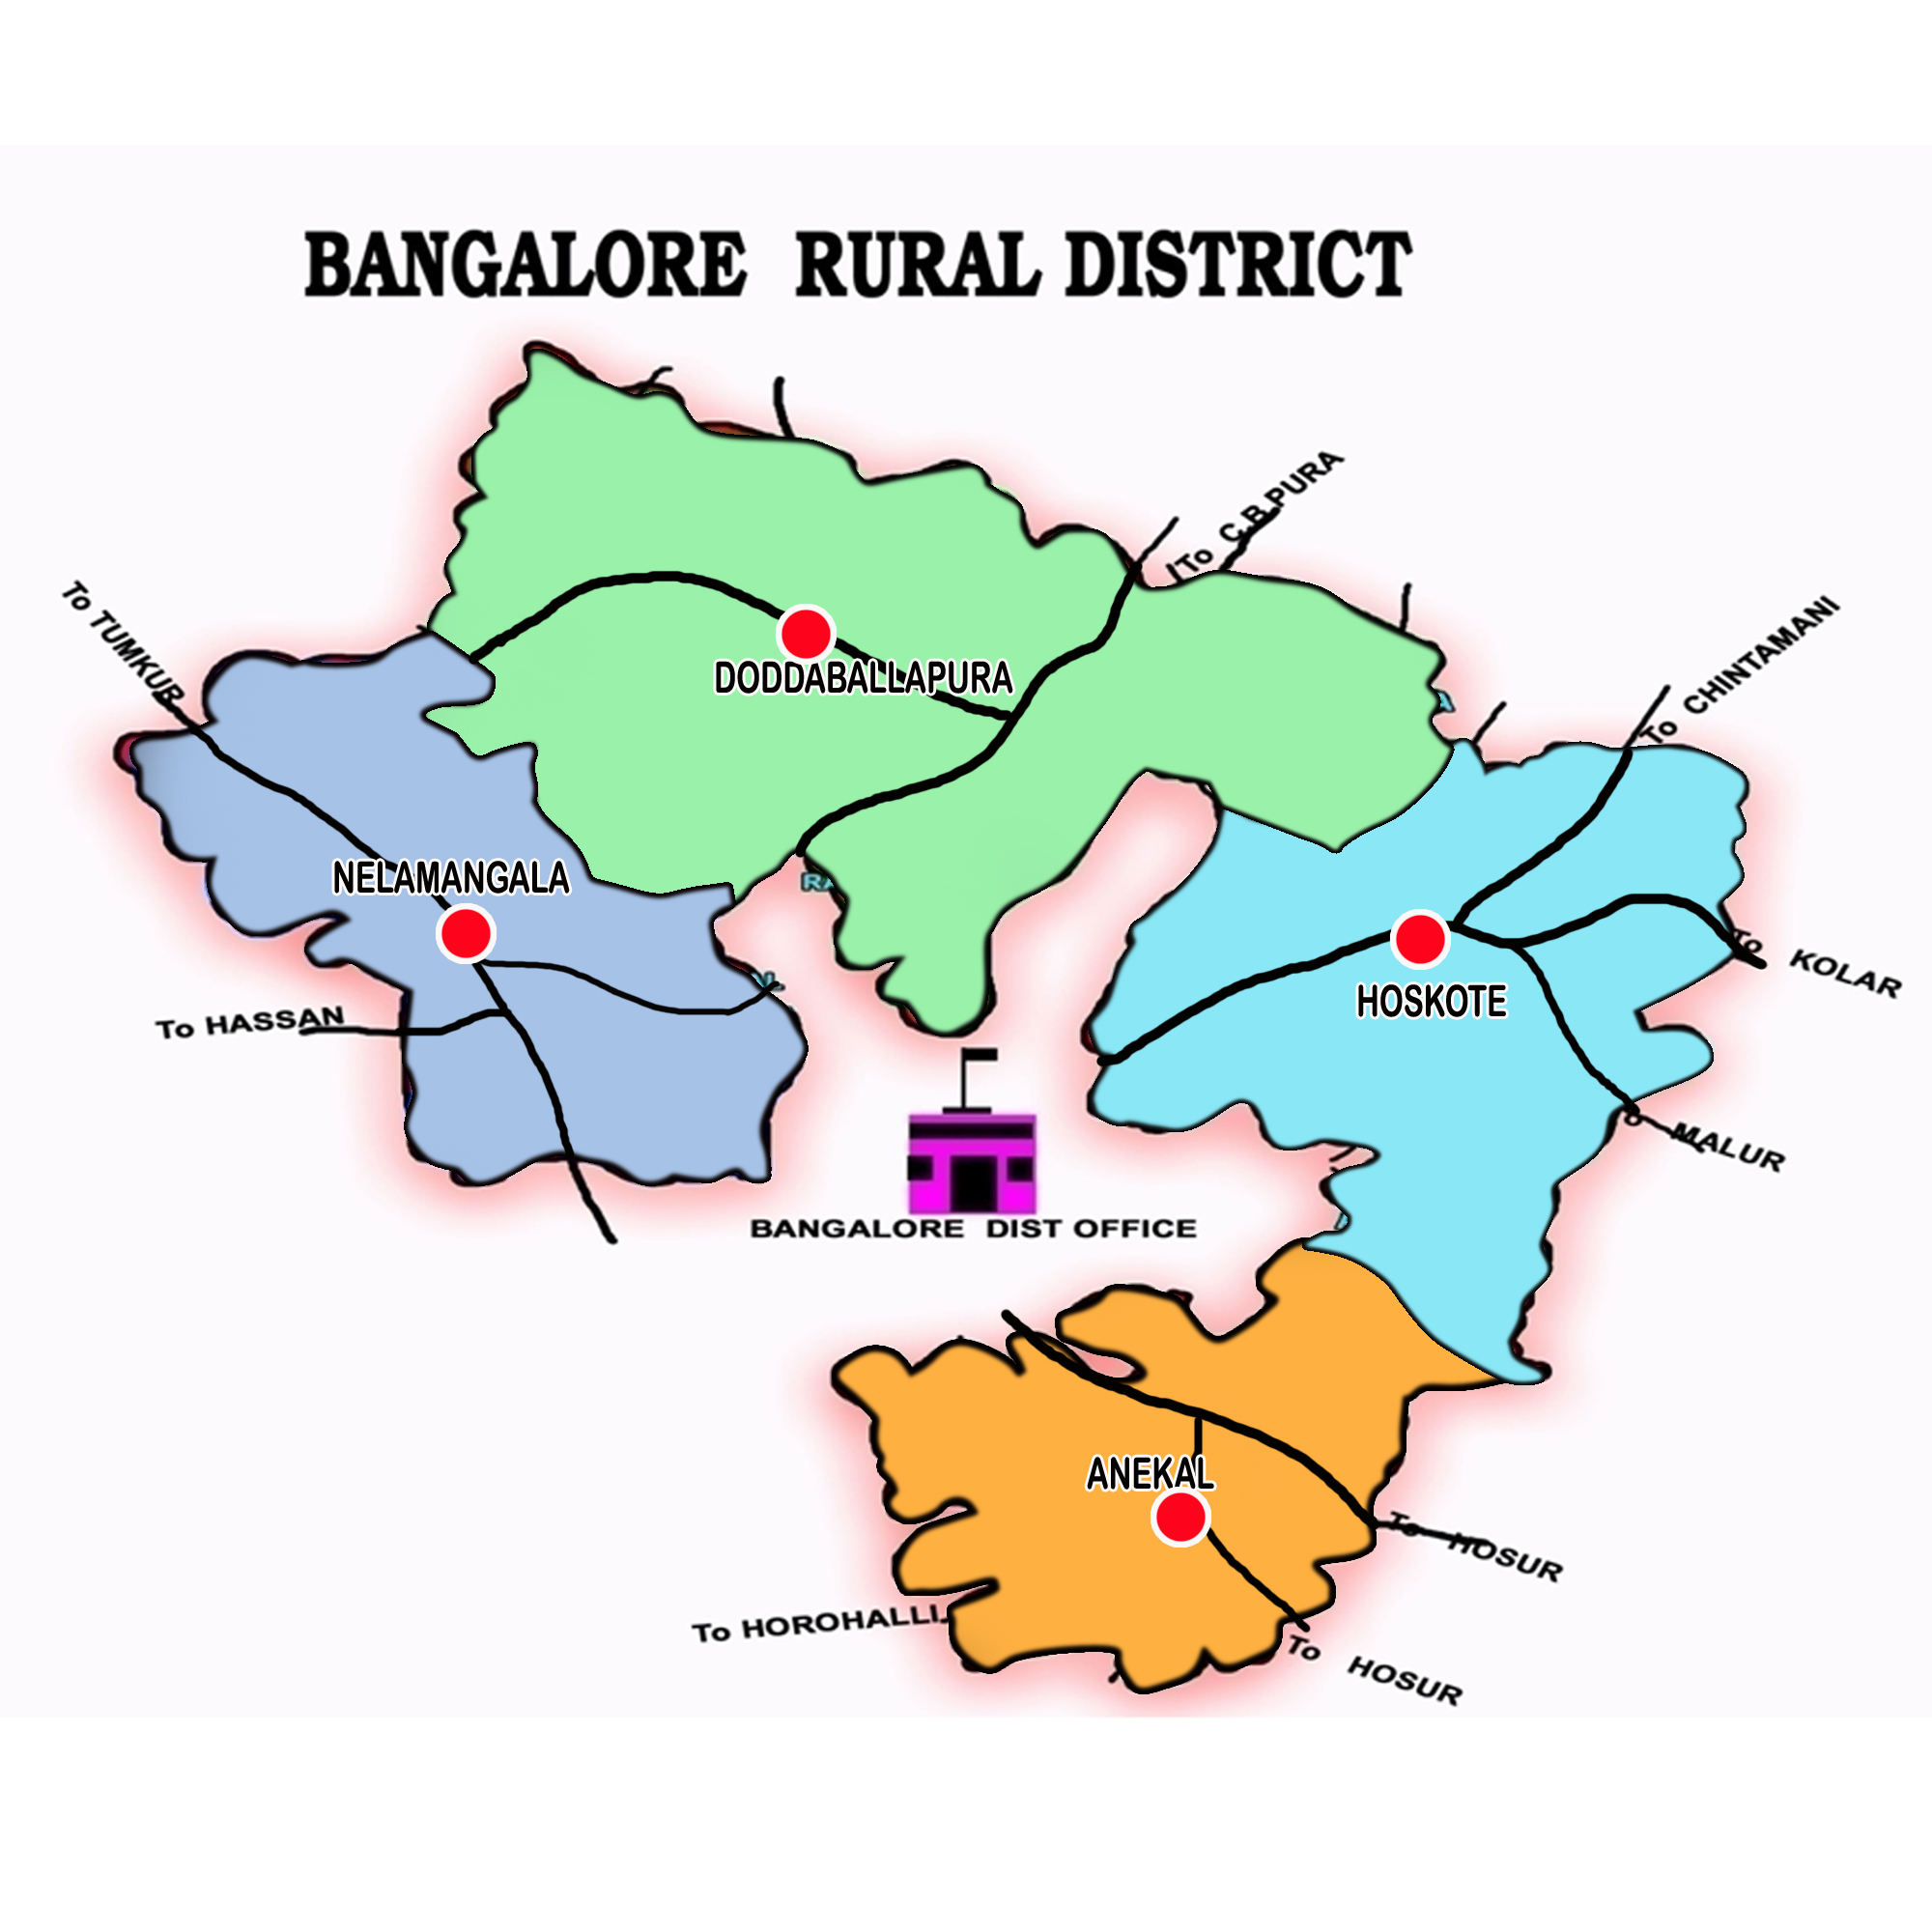 BANGALORE RURAL DISTRICT
To C.B.PURA
To TUMKUR
To CHINTAMANI
DODDABALLAPURA
NELAMANGALA
RA
To KOLAR
HOSKOTE
To HASSAN
MALUR
BANGALORE DIST OFFICE
ANEKAL
To HOSUR
To HOROHALLI
To HOSUR